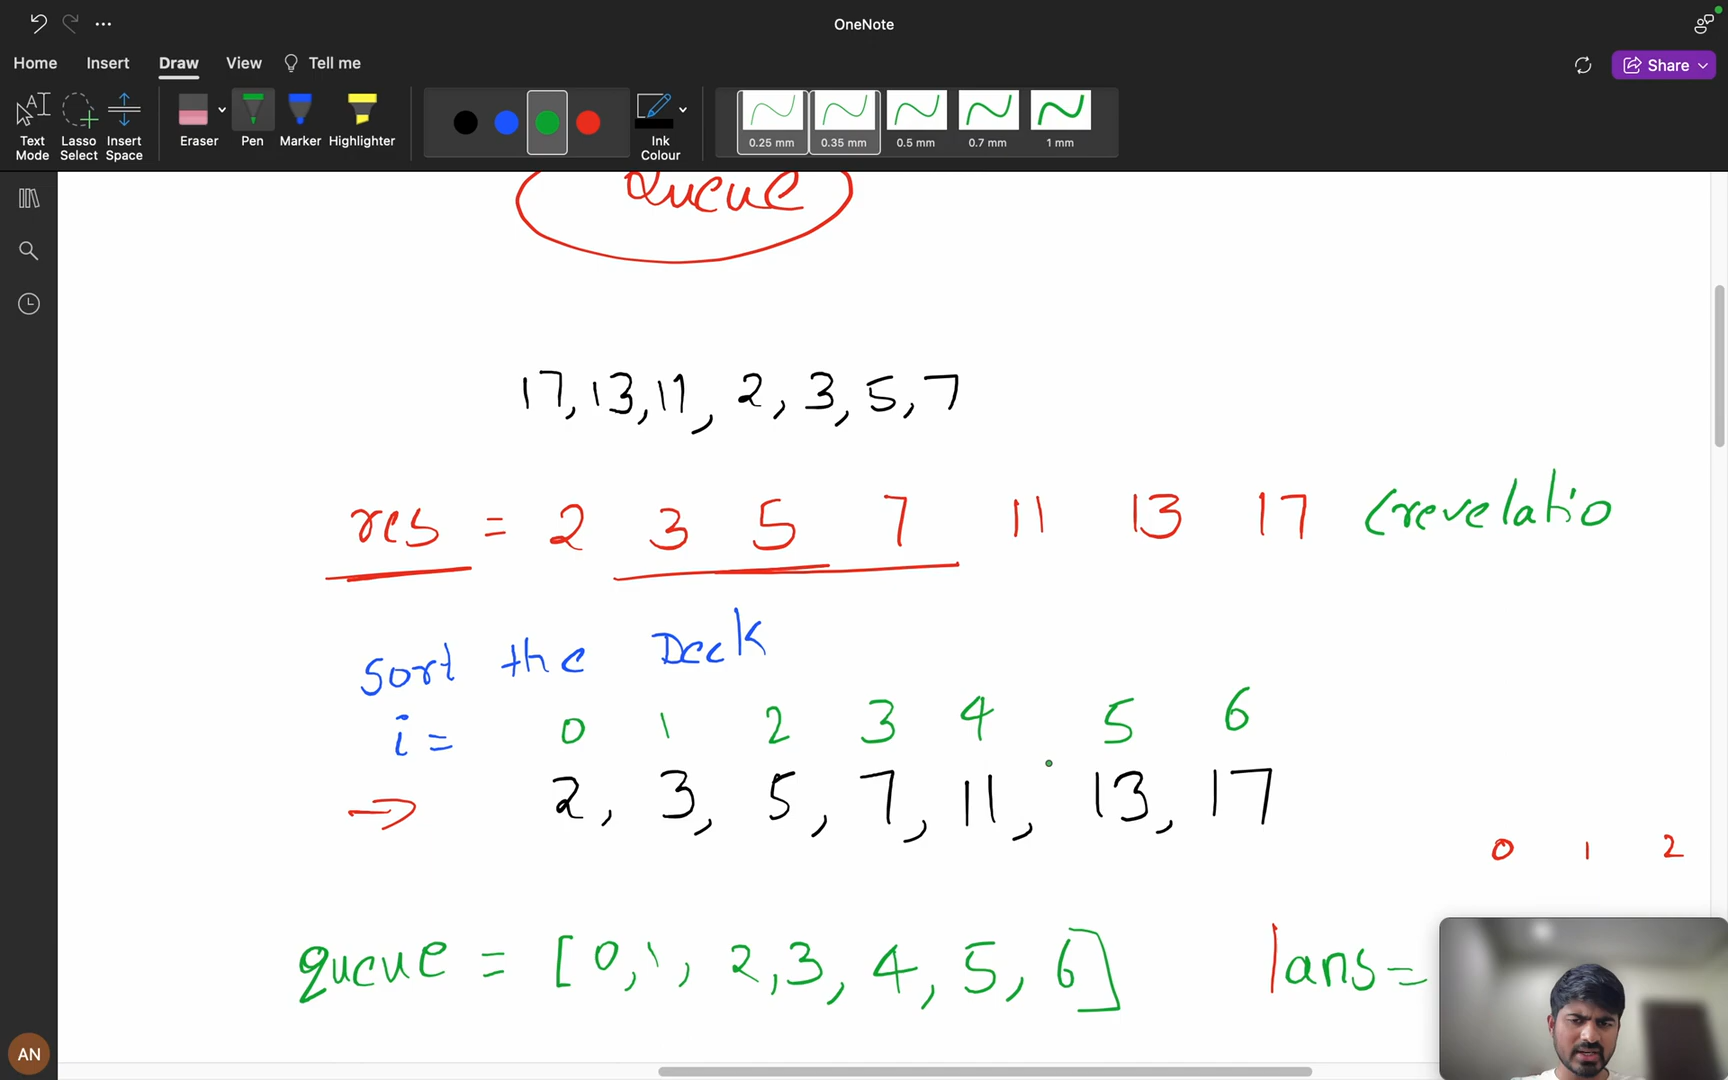 OneNote
Home Insert Draw View Tell me
Share
Text Mode
Lasso Select
Insert Space
Eraser
Pen
Marker
Highlighter
Ink Colour
0.25 mm
0.35 mm
0.5 mm
0.7 mm
1 mm
Queue
17, 13, 11, 2, 3, 5, 7
res = 2 3 5 7 11 13 17 (revelatio
Sort the Deck
i = 0 1 2 3 4 5 6
→ 2, 3, 5, 7, 11, 13, 17
0 1 2
queue = [0, 1, 2, 3, 4, 5, 6] ans =
AN